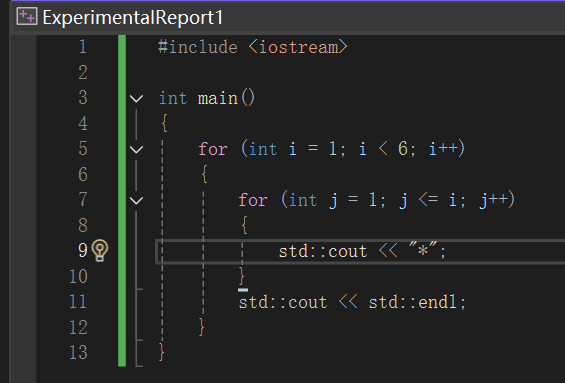 ExperimentalReport1
1 #include <iostream>
2
3 int main()
4 {
5 for (int i = 1; i < 6; i++)
6 {
7 for (int j = 1; j <= i; j++)
8 {
9 std::cout << "*";
10 }
11 std::cout << std::endl;
12 }
13 }